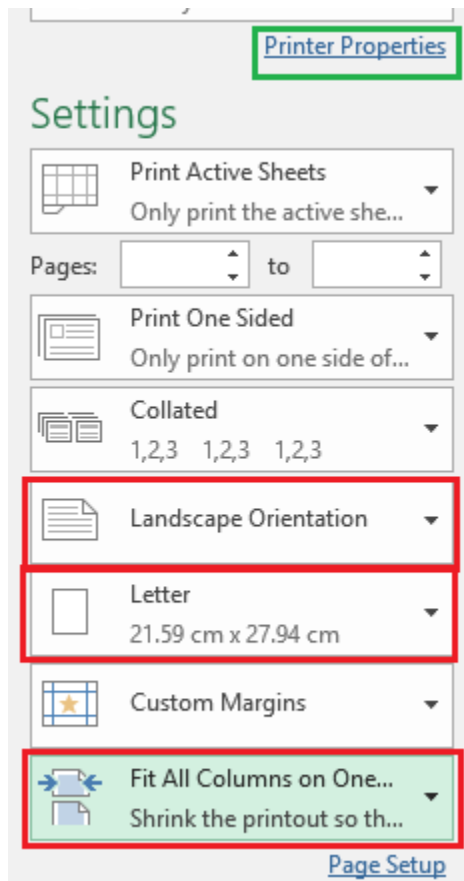 Printer Properties
Settings
Print Active Sheets
Only print the active she...
Pages:
to
Print One Sided
Only print on one side of...
Collated
1,2,3 1,2,3 1,2,3
Landscape Orientation
Letter
21.59 cm x 27.94 cm
Custom Margins
Fit All Columns on One...
Shrink the printout so th...
Page Setup